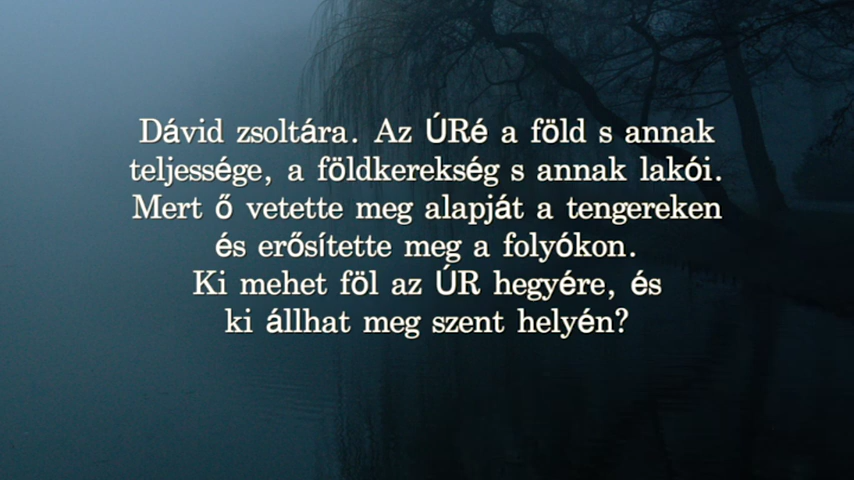 Dávid zsoltára. Az ÚRé a föld s annak
teljessége, a földkerekség s annak lakói.
Mert ő vetette meg alapját a tengereken
és erősítette meg a folyókon.
Ki mehet föl az ÚR hegyére, és
ki állhat meg szent helyén?